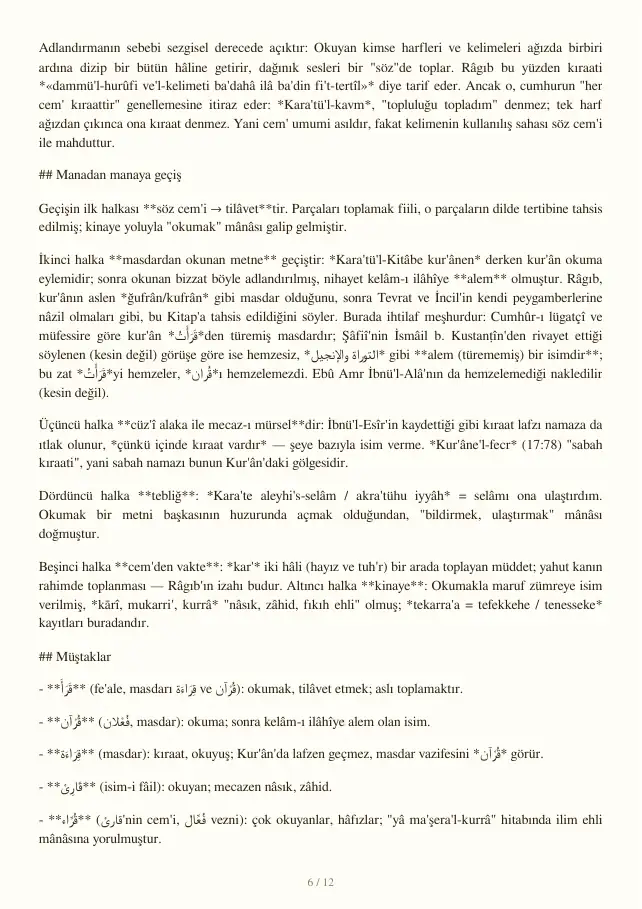 Adlandırmanın sebebi sezgisel derecede açıktır: Okuyan kimse harfleri ve kelimeleri ağızda birbiri
ardına dizip bir bütün hâline getirir, dağınık sesleri bir "söz"de toplar. Râgıb bu yüzden kıraati
*«dammü'l-hurûfi ve'l-kelimeti ba'dahâ ilâ ba'din fi't-tertîl»* diye tarif eder. Ancak o, cumhurun "her
cem' kıraattir" genellemesine itiraz eder: *Kara'tü'l-kavm*, "topluluğu topladım" denmez; tek harf
ağızdan çıkınca ona kıraat denmez. Yani cem' umumi asıldır, fakat kelimenin kullanılış sahası söz cem'i
ile mahduttur.
## Manadan manaya geçiş
Geçişin ilk halkası **söz cem'i → tilâvet**tir. Parçaları toplamak fiili, o parçaların dilde tertibine tahsis
edilmiş; kinaye yoluyla "okumak" mânâsı galip gelmiştir.
İkinci halka **masdardan okunan metne** geçiştir: *Kara'tü'l-Kitâbe kur'ânen* derken kur'ân okuma
eylemidir; sonra okunan bizzat böyle adlandırılmış, nihayet kelâm-ı ilâhîye **alem** olmuştur. Râgıb,
kur'ânın aslen *ğufrân/kufrân* gibi masdar olduğunu, sonra Tevrat ve İncil'in kendi peygamberlerine
nâzil olmaları gibi, bu Kitap'a tahsis edildiğini söyler. Burada ihtilaf meşhurdur: Cumhûr-ı lügatçî ve
müfessire göre kur'ân *قَرَأْتُ*den türemiş masdardır; Şâfiî'nin İsmâil b. Kustanṭîn'den rivayet ettiği
söylenen (kesin değil) görüşe göre ise hemzesiz, *التوراة والإنجيل* gibi **alem (türememiş) bir isimdir**;
bu zat *قَرَأْتُ*yi hemzeler, *قُران*ı hemzelemezdi. Ebû Amr İbnü'l-Alâ'nın da hemzelemediği nakledilir
(kesin değil).
Üçüncü halka **cüz'î alaka ile mecaz-ı mürsel**dir: İbnü'l-Esîr'in kaydettiği gibi kıraat lafzı namaza da
ıtlak olunur, *çünkü içinde kıraat vardır* — şeye bazıyla isim verme. *Kur'âne'l-fecr* (17:78) "sabah
kıraati", yani sabah namazı bunun Kur'ân'daki gölgesidir.
Dördüncü halka **tebliğ**: *Kara'te aleyhi's-selâm / akra'tühu iyyâh* = selâmı ona ulaştırdım.
Okumak bir metni başkasının huzurunda açmak olduğundan, "bildirmek, ulaştırmak" mânâsı
doğmuştur.
Beşinci halka **cem'den vakte**: *kar'* iki hâli (hayız ve tuh'r) bir arada toplayan müddet; yahut kanın
rahimde toplanması — Râgıb'ın izahı budur. Altıncı halka **kinaye**: Okumakla maruf zümreye isim
verilmiş, *kārî, mukarri', kurrâ* "nâsık, zâhid, fıkıh ehli" olmuş; *tekarra'a = tefekkehe / tenesseke*
kayıtları buradandır.
## Müştaklar
- **قَرَأَ** (fe'ale, masdarı قِرَاءَة ve قُرْآن): okumak, tilâvet etmek; aslı toplamaktır.
- **قُرْآن** (فُعْلان, masdar): okuma; sonra kelâm-ı ilâhîye alem olan isim.
- **قِرَاءَة** (masdar): kıraat, okuyuş; Kur'ân'da lafzen geçmez, masdar vazifesini *قُرْآن* görür.
- **قَارِئ** (isim-i fâil): okuyan; mecazen nâsık, zâhid.
- **قُرَّاء** (قارئ'nin cem'i, فُعَّال vezni): çok okuyanlar, hâfızlar; "yâ ma'şera'l-kurrâ" hitabında ilim ehli
mânâsına yorulmuştur.
6 / 12